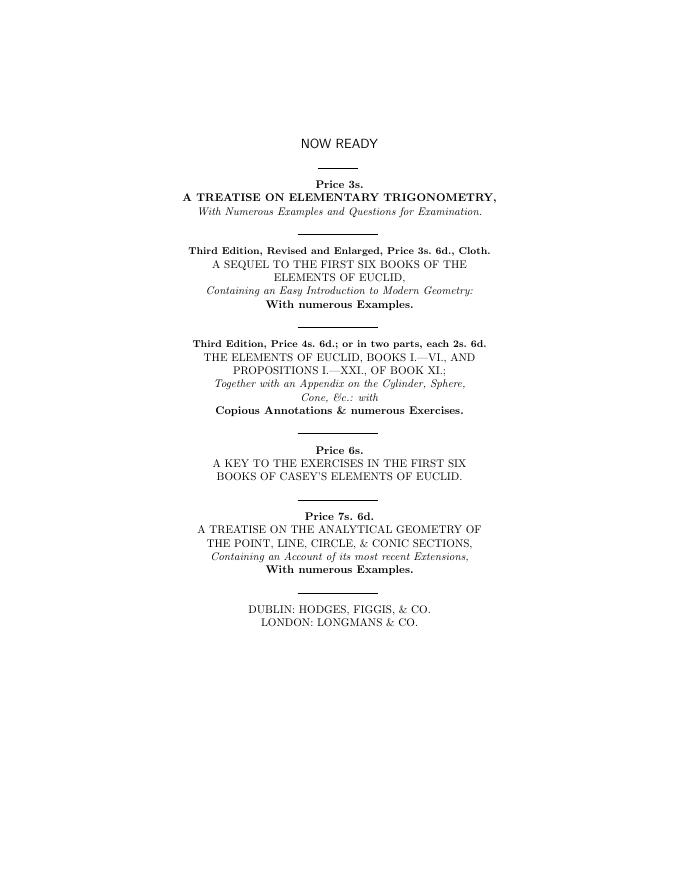 NOW READY
Price 3s.
A TREATISE ON ELEMENTARY TRIGONOMETRY,
With Numerous Examples and Questions for Examination.
Third Edition, Revised and Enlarged, Price 3s. 6d., Cloth.
A SEQUEL TO THE FIRST SIX BOOKS OF THE
ELEMENTS OF EUCLID,
Containing an Easy Introduction to Modern Geometry:
With numerous Examples.
Third Edition, Price 4s. 6d.; or in two parts, each 2s. 6d.
THE ELEMENTS OF EUCLID, BOOKS I.—VI., AND
PROPOSITIONS I.—XXI., OF BOOK XI.;
Together with an Appendix on the Cylinder, Sphere,
Cone, &c.: with
Copious Annotations & numerous Exercises.
Price 6s.
A KEY TO THE EXERCISES IN THE FIRST SIX
BOOKS OF CASEY'S ELEMENTS OF EUCLID.
Price 7s. 6d.
A TREATISE ON THE ANALYTICAL GEOMETRY OF
THE POINT, LINE, CIRCLE, & CONIC SECTIONS,
Containing an Account of its most recent Extensions,
With numerous Examples.
DUBLIN: HODGES, FIGGIS, & CO.
LONDON: LONGMANS & CO.